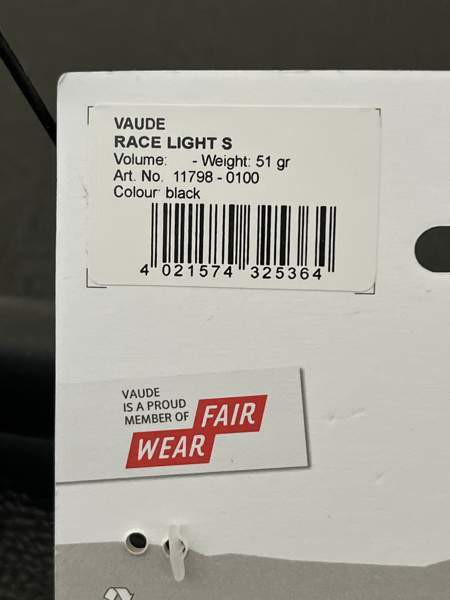 VAUDE
RACE LIGHT S
Volume: - Weight: 51 gr
Art. No. 11798 - 0100
Colour: black
4 021574 325364
VAUDE
IS A PROUD
MEMBER OF
FAIR
WEAR